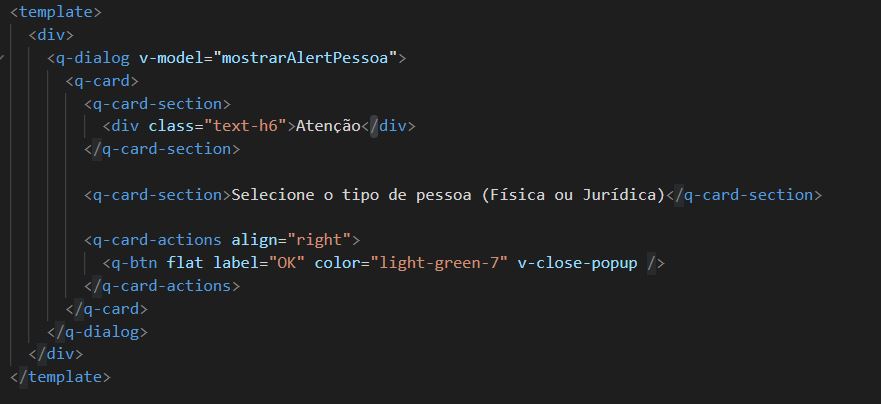 <template>
<div>
<q-dialog v-model="mostrarAlertPessoa">
<q-card>
<q-card-section>
<div class="text-h6">Atenção</div>
</q-card-section>
<q-card-section>Selecione o tipo de pessoa (Física ou Jurídica)</q-card-section>
<q-card-actions align="right">
<q-btn flat label="OK" color="light-green-7" v-close-popup />
</q-card-actions>
</q-card>
</q-dialog>
</div>
</template>